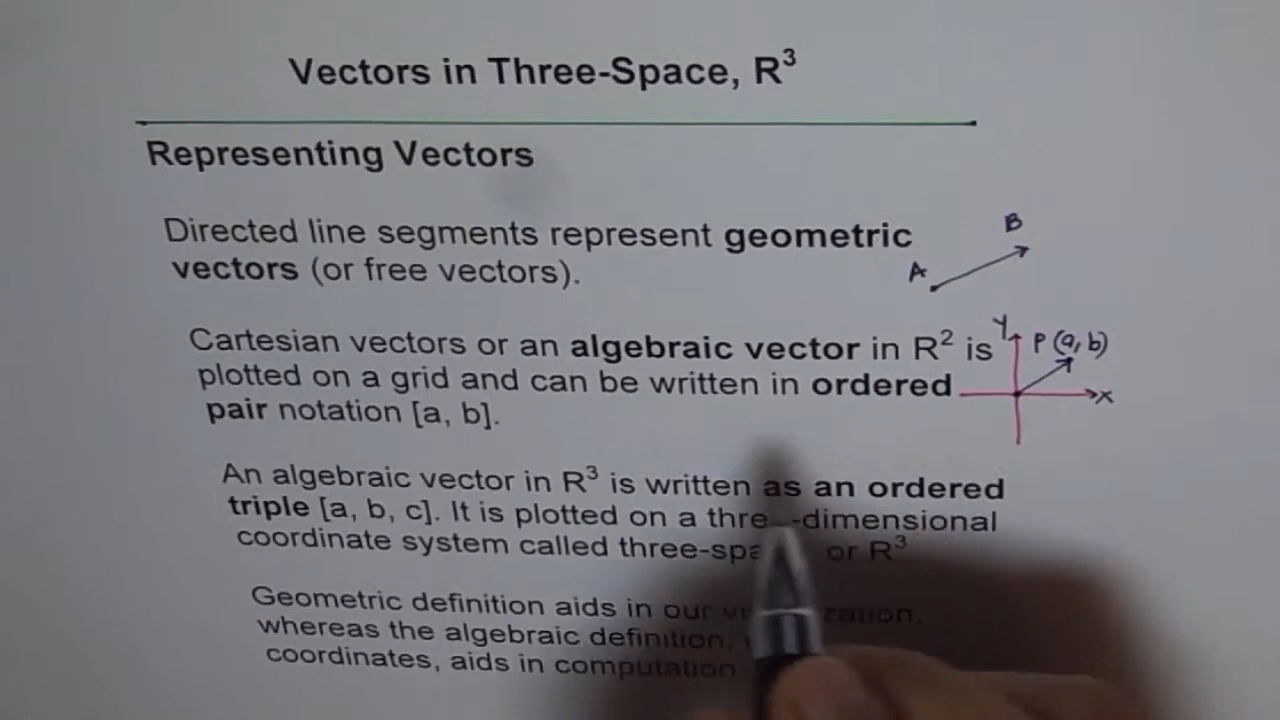 Vectors in Three-Space, R³
Representing Vectors
Directed line segments represent geometric
vectors (or free vectors).
A B
Cartesian vectors or an algebraic vector in R² is
plotted on a grid and can be written in ordered
pair notation [a, b].
Y P (a, b)
x
An algebraic vector in R³ is written as an ordered
triple [a, b, c]. It is plotted on a -dimensional
coordinate system called or R³
Geometric definition aids in our
whereas the algebraic definition,
coordinates, aids in computation